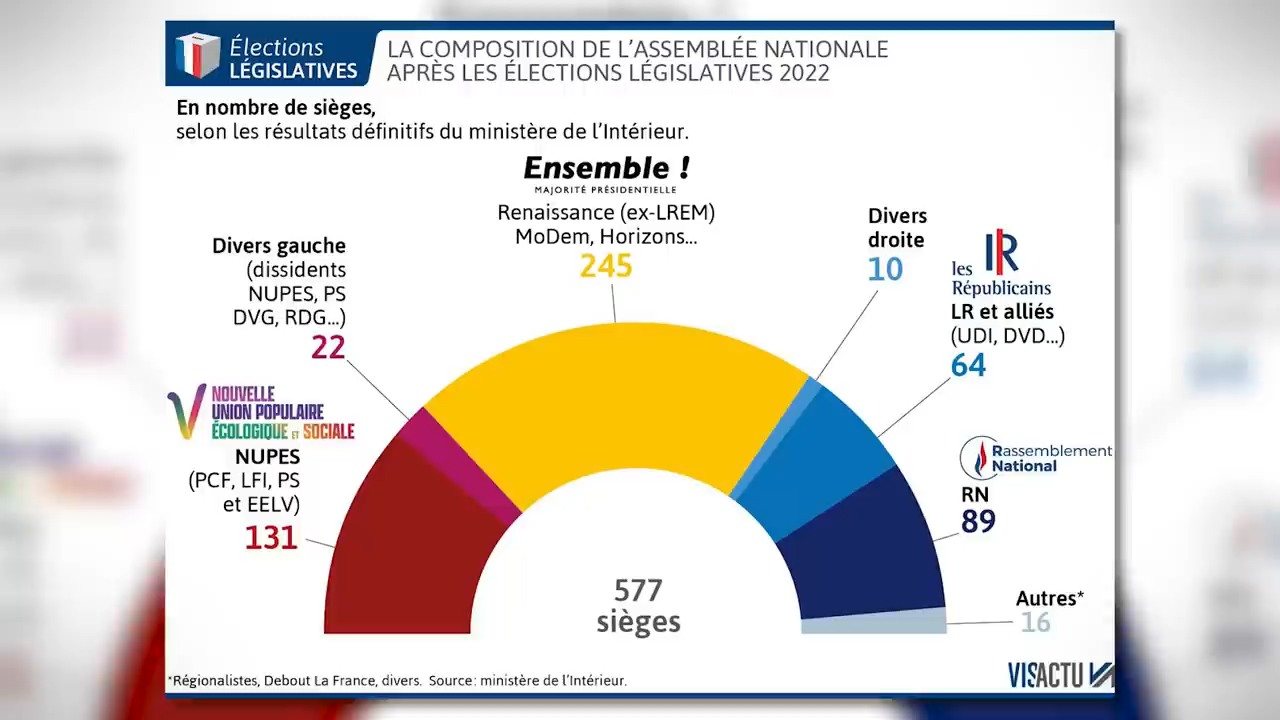 Élections
LÉGISLATIVES
LA COMPOSITION DE L'ASSEMBLÉE NATIONALE
APRÈS LES ÉLECTIONS LÉGISLATIVES 2022
En nombre de sièges,
selon les résultats définitifs du ministère de l'Intérieur.
Ensemble !
MAJORITÉ PRÉSIDENTIELLE
Renaissance (ex-LREM)
MoDem, Horizons...
245
Divers gauche
(dissidents
NUPES, PS
DVG, RDG...)
22
Divers
droite
10
LR
les
Républicains
LR et alliés
(UDI, DVD...)
64
NOUVELLE
UNION POPULAIRE
ÉCOLOGIQUE ET SOCIALE
NUPES
(PCF, LFI, PS
et EELV)
131
Rassemblement
National
RN
89
577
sièges
Autres*
16
*Régionalistes, Debout La France, divers. Source: ministère de l'Intérieur.
VISACTU